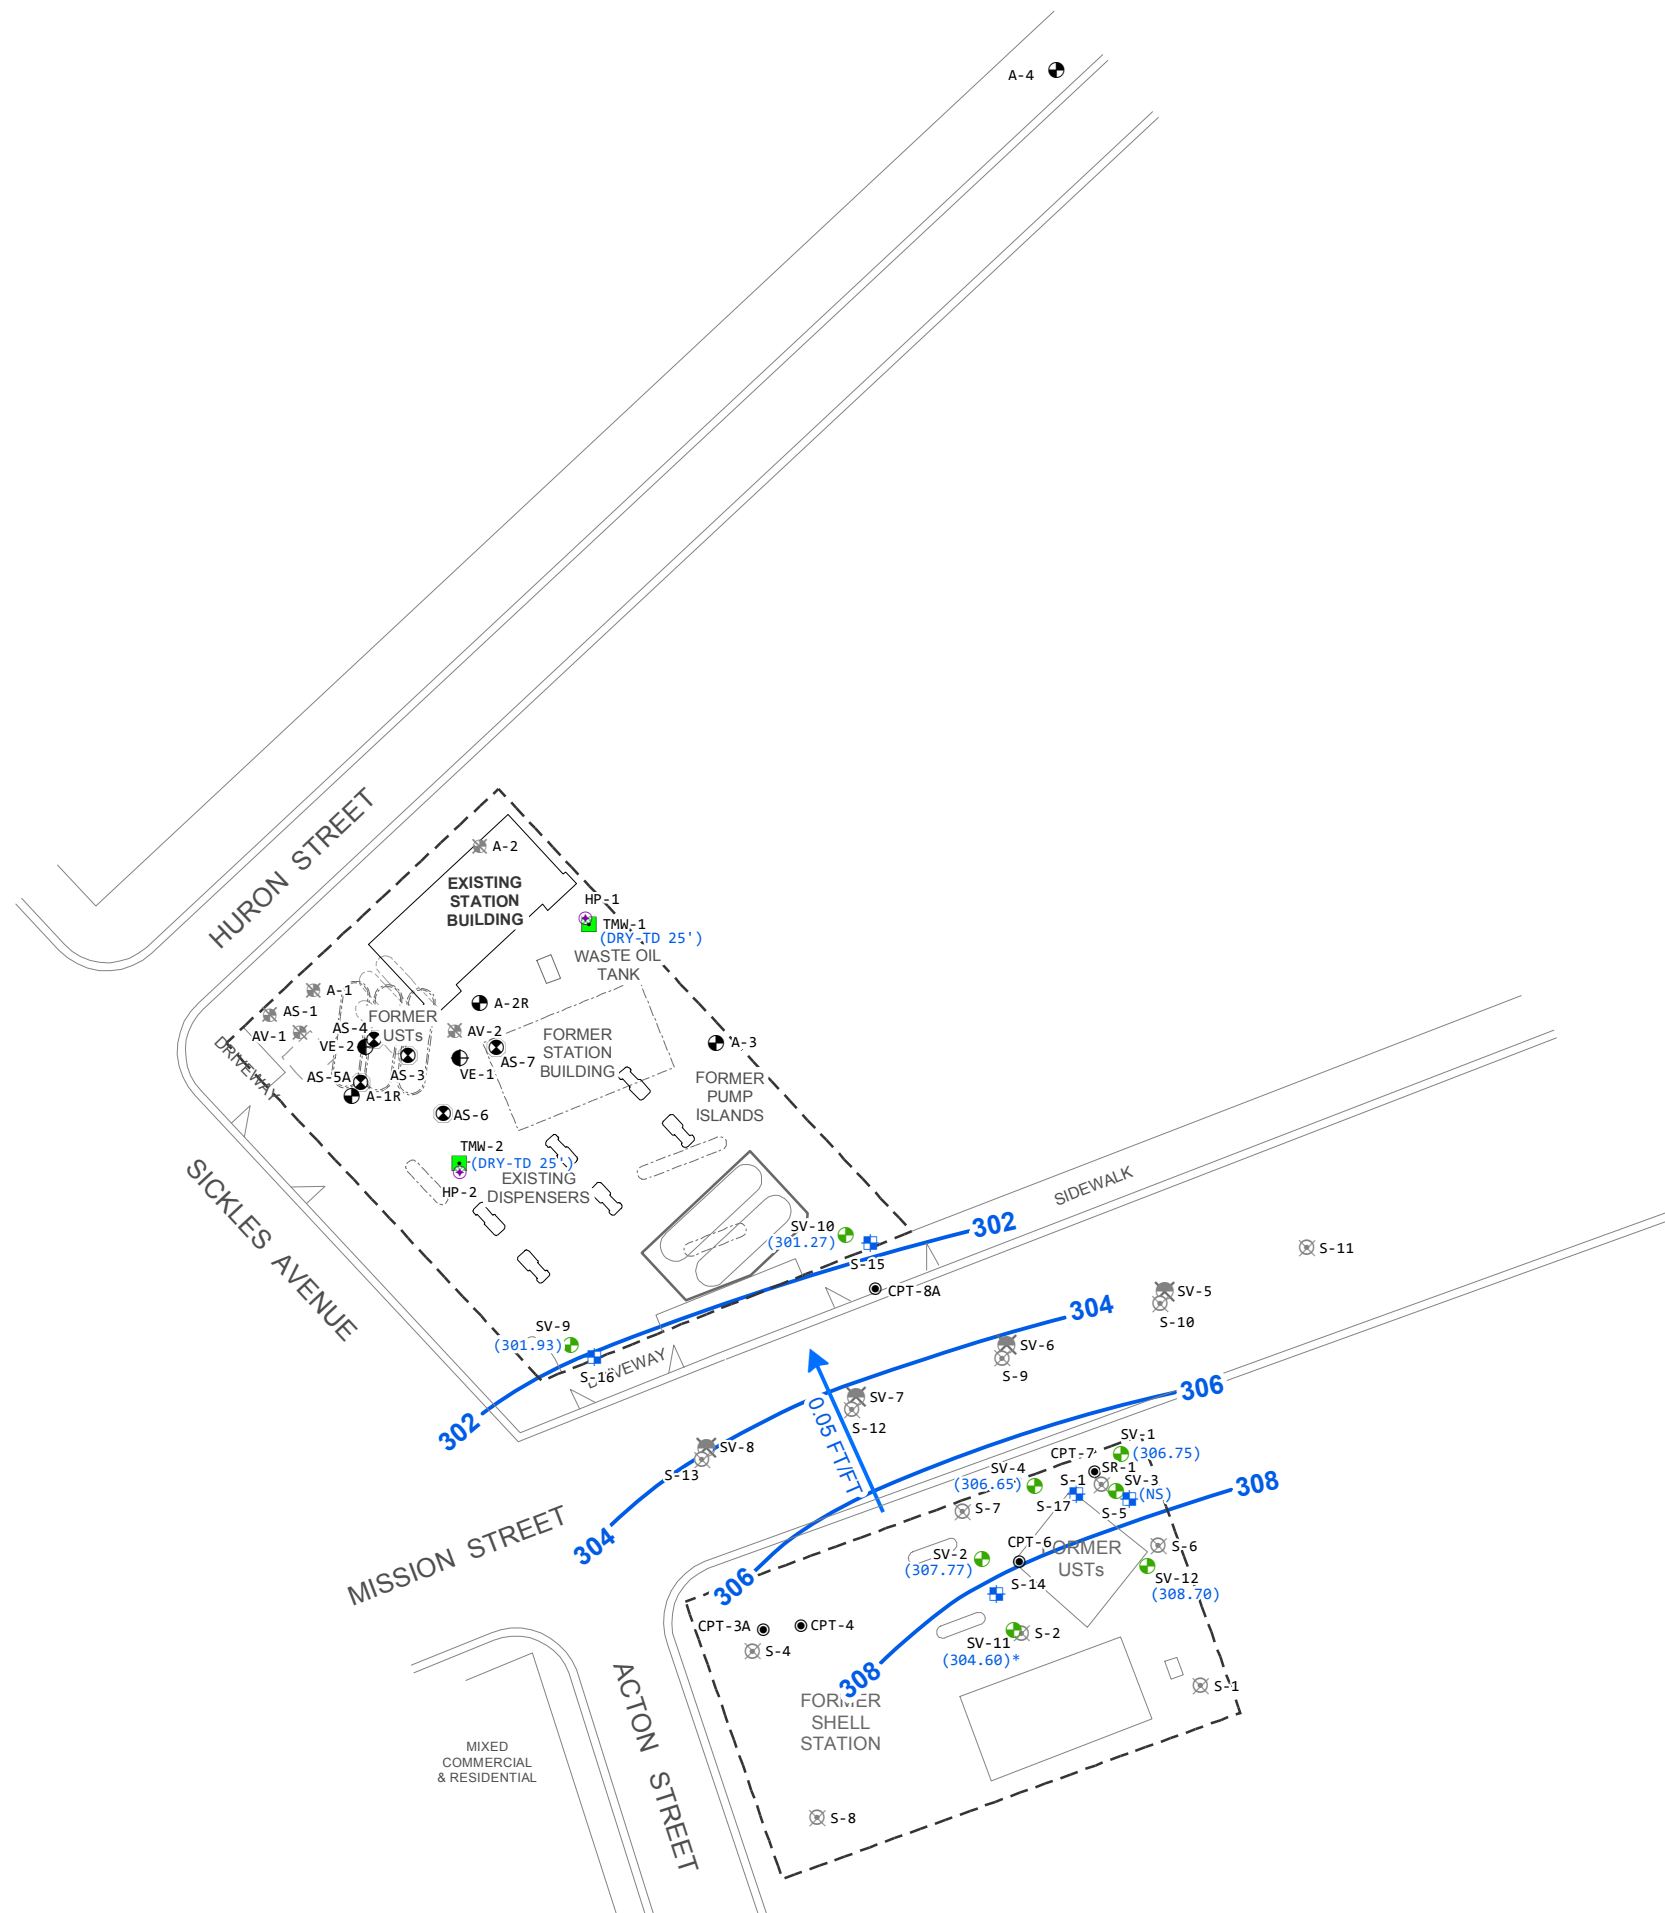 A-4
HURON STREET
A-2
EXISTING
STATION
BUILDING
HP-1
TMW-1
(DRY-TD 25')
WASTE OIL
TANK
A-1
AS-1
AV-1
A-2R
AS-4
FORMER
USTs
VE-2
AV-2
AS-7
VE-1
FORMER
STATION
BUILDING
A-3
AS-3
AS-5A
A-1R
AS-6
DRIVEWAY
FORMER
PUMP
ISLANDS
TMW-2
(DRY-TD 25')
HP-2
EXISTING
DISPENSERS
SICKLES AVENUE
SIDEWALK
SV-10
(301.27)
302
S-15
CPT-8A
S-11
SV-5
S-10
304
SV-9
(301.93)
S-16
DRIVEWAY
SV-6
S-9
302
SV-7
S-12
306
0.05 FT/FT
SV-8
S-13
304
MISSION STREET
SV-1
(306.75)
CPT-7
SR-1
SV-4
(306.65)
S-1
SV-3
(NS)
S-17
S-5
308
S-7
CPT-6
FORMER
USTs
S-6
SV-2
(307.77)
SV-12
(308.70)
S-14
306
CPT-3A
CPT-4
S-4
S-2
SV-11
(304.60)*
308
S-1
FORMER
SHELL
STATION
ACTON STREET
MIXED
COMMERCIAL
& RESIDENTIAL
S-8